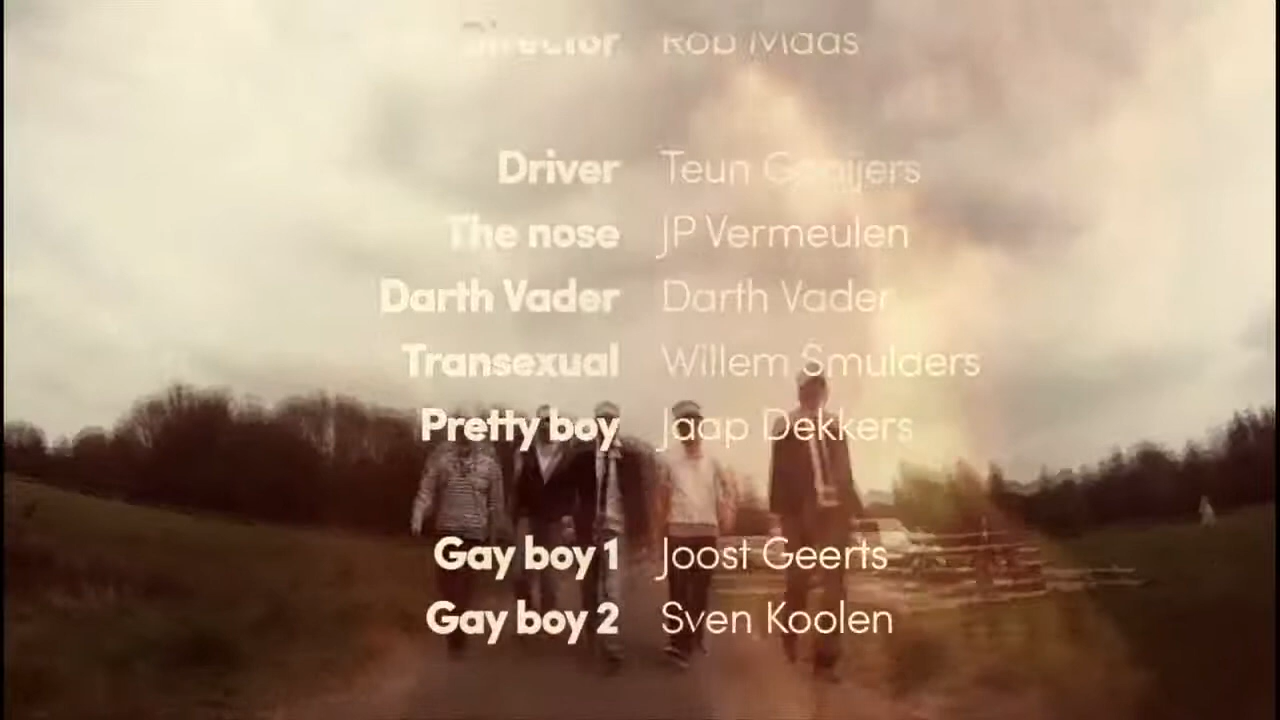 Director Rob Maas
Driver Teun
The nose JP Vermeulen
Darth Vader Darth Vader
Transexual Willem Smulders
Pretty boy Jaap Dekkers
Gay boy 1 Joost Geerts
Gay boy 2 Sven Koolen